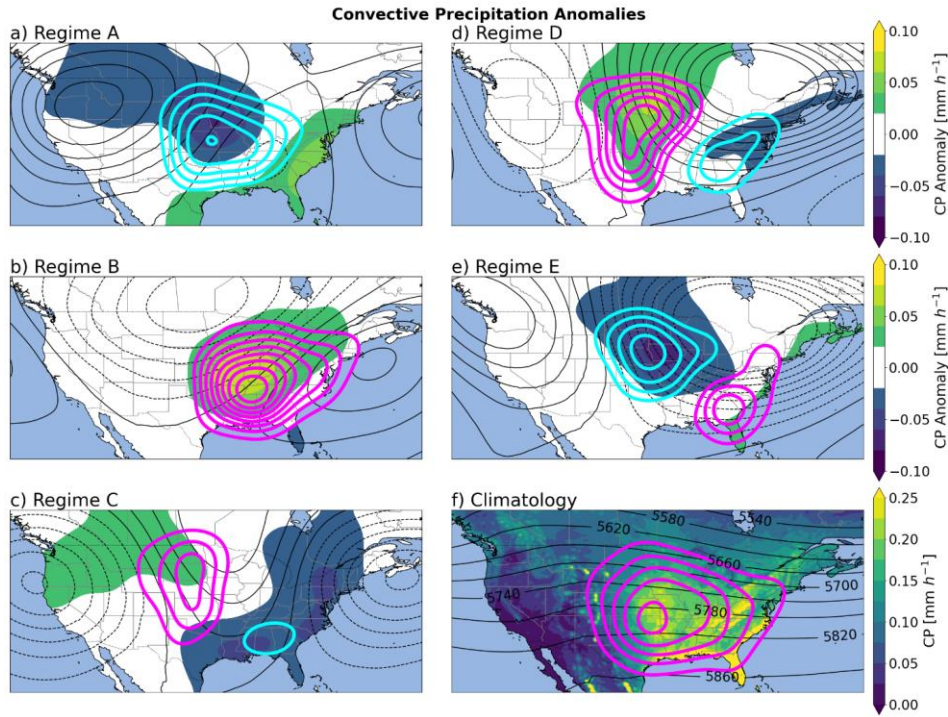 Convective Precipitation Anomalies
a) Regime A
d) Regime D
0.10
0.05
0.00
−0.05
−0.10
CP Anomaly [mm h⁻¹]
b) Regime B
e) Regime E
0.10
0.05
0.00
−0.05
−0.10
CP Anomaly [mm h⁻¹]
c) Regime C
f) Climatology
5620
5580
5540
5660
5700
5740
5780
5820
5860
0.25
0.20
0.15
0.10
0.05
0.00
CP [mm h⁻¹]